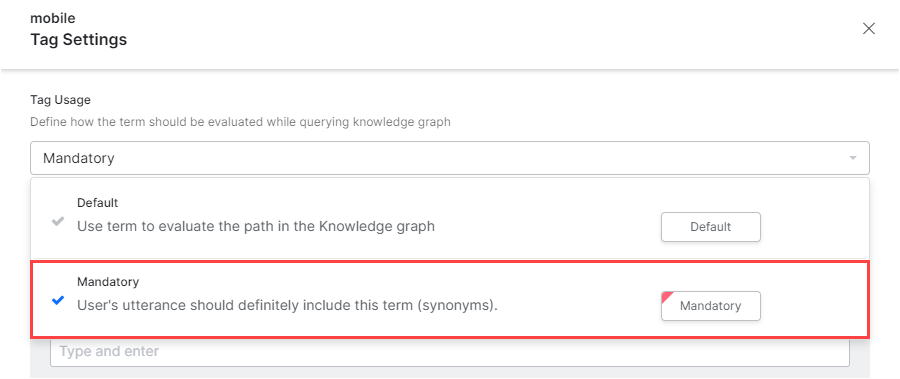 mobile
Tag Settings
Tag Usage
Define how the term should be evaluated while querying knowledge graph
Mandatory
Default
Use term to evaluate the path in the Knowledge graph
Default
Mandatory
User's utterance should definitely include this term (synonyms).
Mandatory
Type and enter